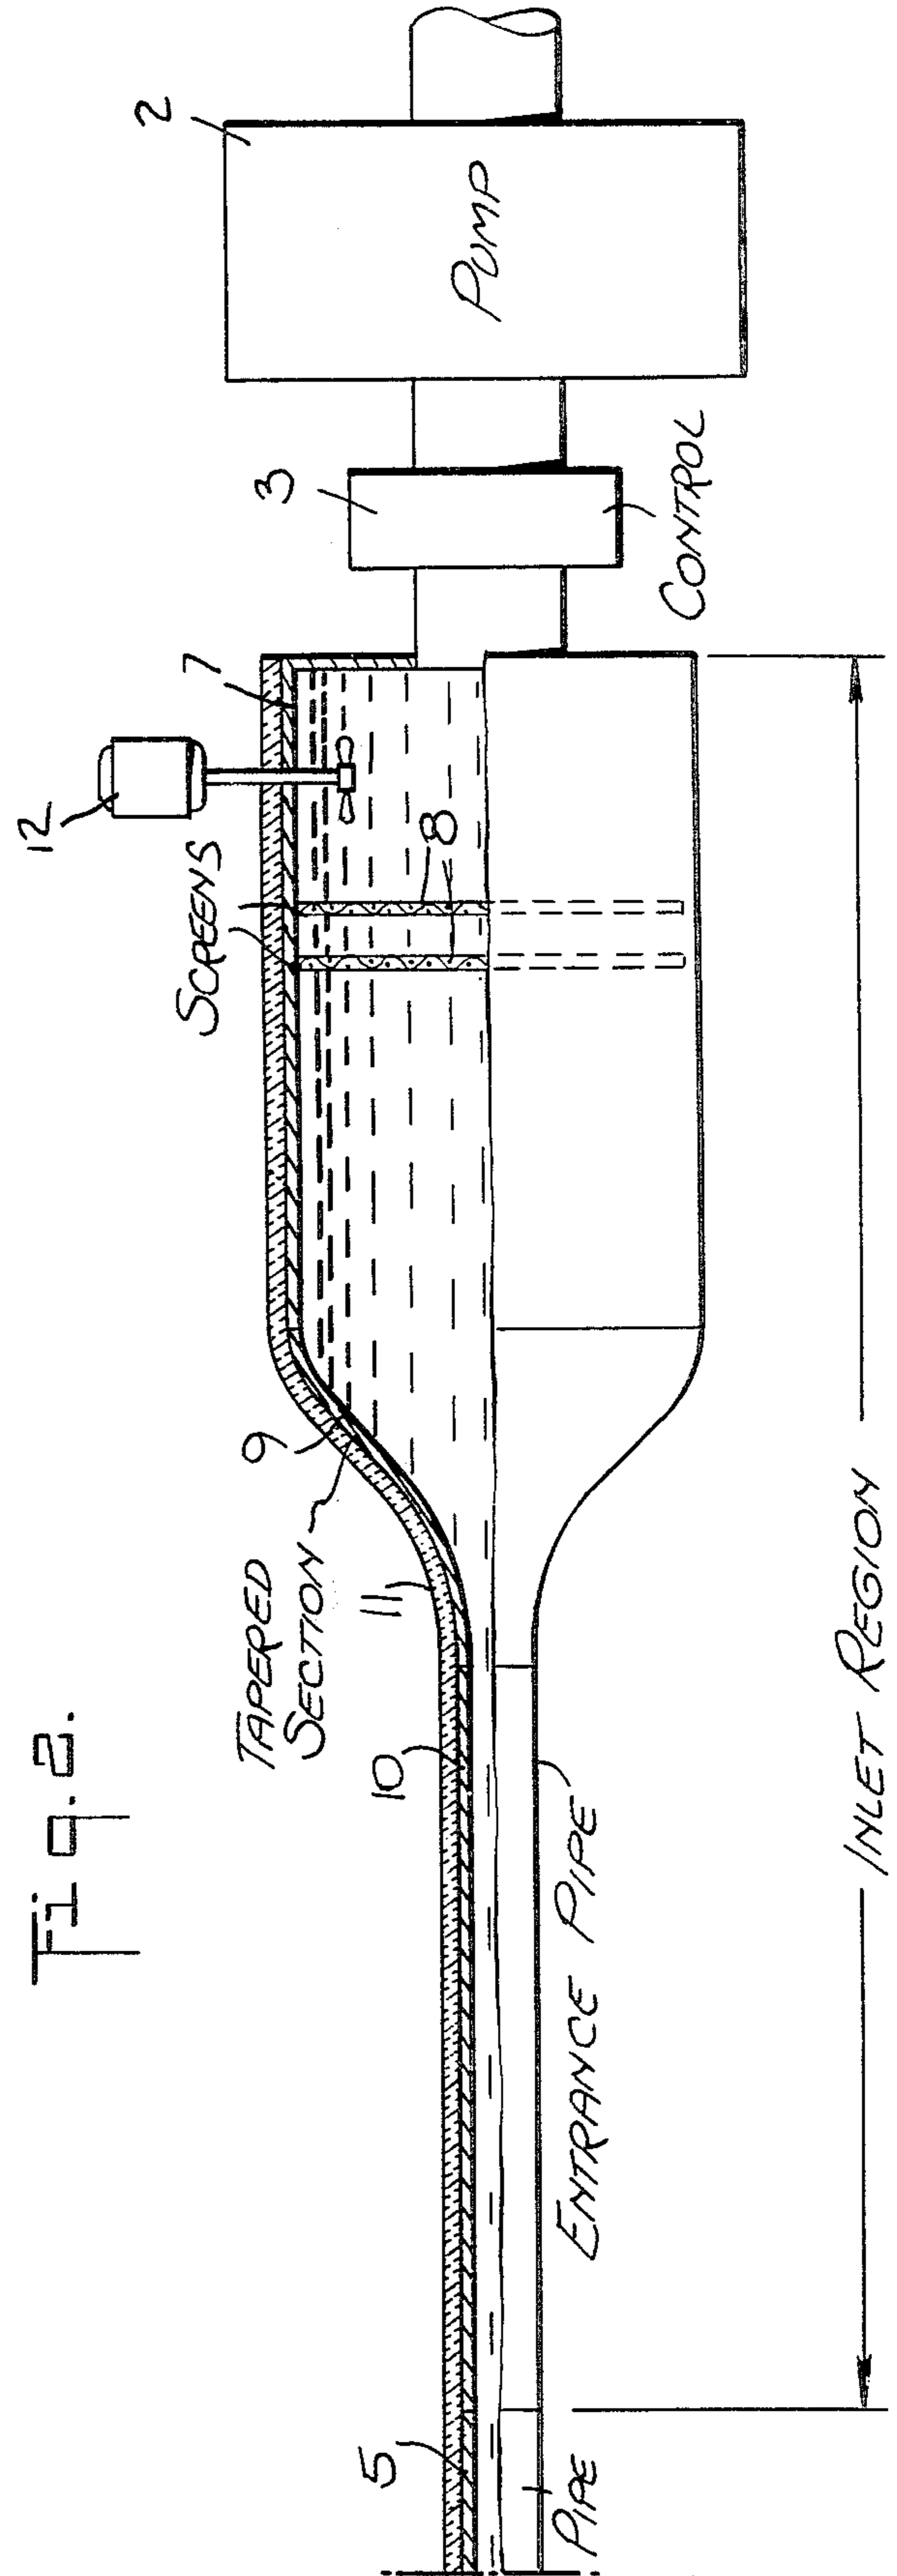 Fig. 2.
5
PIPE
10
ENTRANCE PIPE
TAPERED
SECTION
11
9
INLET REGION
SCREENS
8
12
7
3
CONTROL
2
PUMP